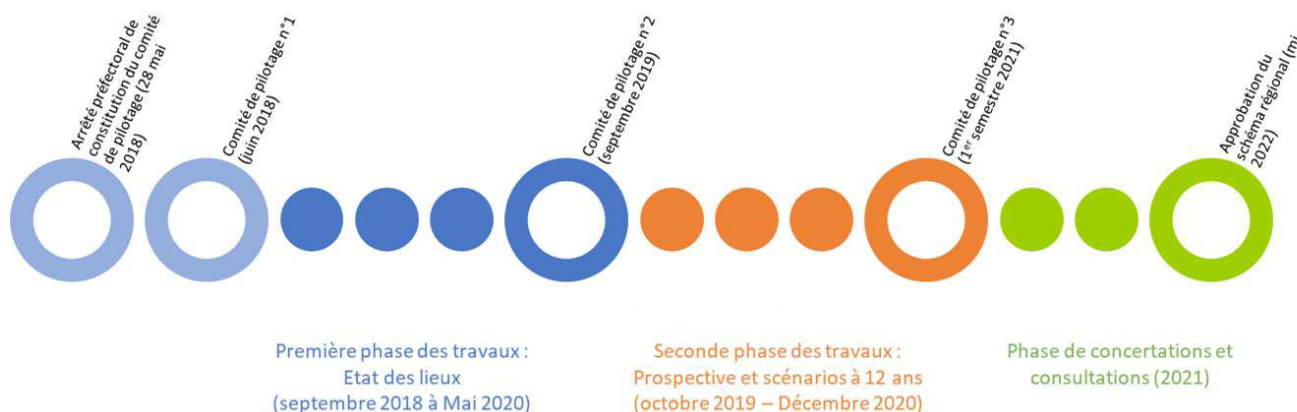 Arrêté préfectoral de
constitution du comité
de pilotage (28 mai
2018)
Comité de pilotage n°1
(juin 2018)
Comité de pilotage n°2
(septembre 2019)
Comité de pilotage n°3
(1er semestre 2021)
Approbation du
schéma régional (mi
2022)
Première phase des travaux :
Etat des lieux
(septembre 2018 à Mai 2020)
Seconde phase des travaux :
Prospective et scénarios à 12 ans
(octobre 2019 – Décembre 2020)
Phase de concertations et
consultations (2021)